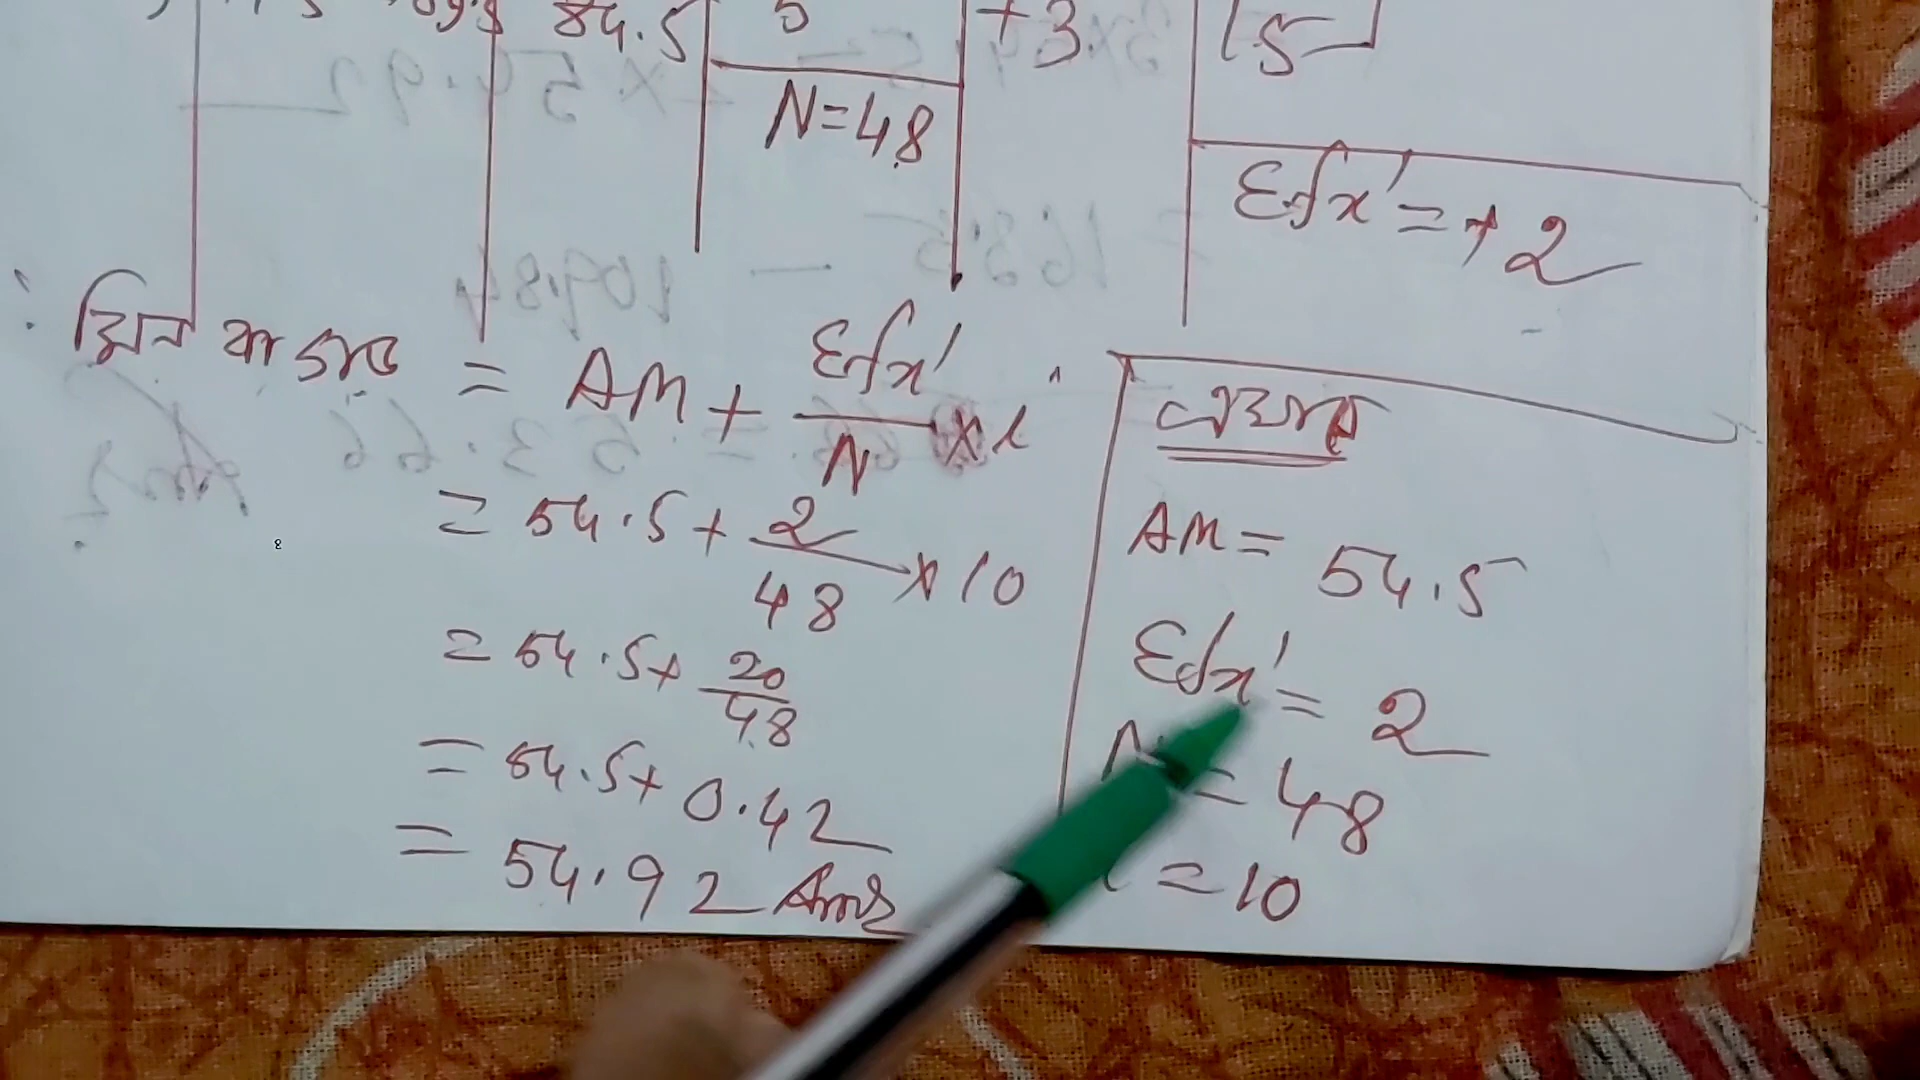 84.5 5 +3 15
N=48
Σfx' = +2
∴ মিন বা গড় = AM + Σfx'/N × i
= 54.5 + 2/48 × 10
= 54.5 + 20/48
= 54.5 + 0.42
= 54.92 Ans
এখানে
AM = 54.5
Σfx' = 2
N = 48
i = 10